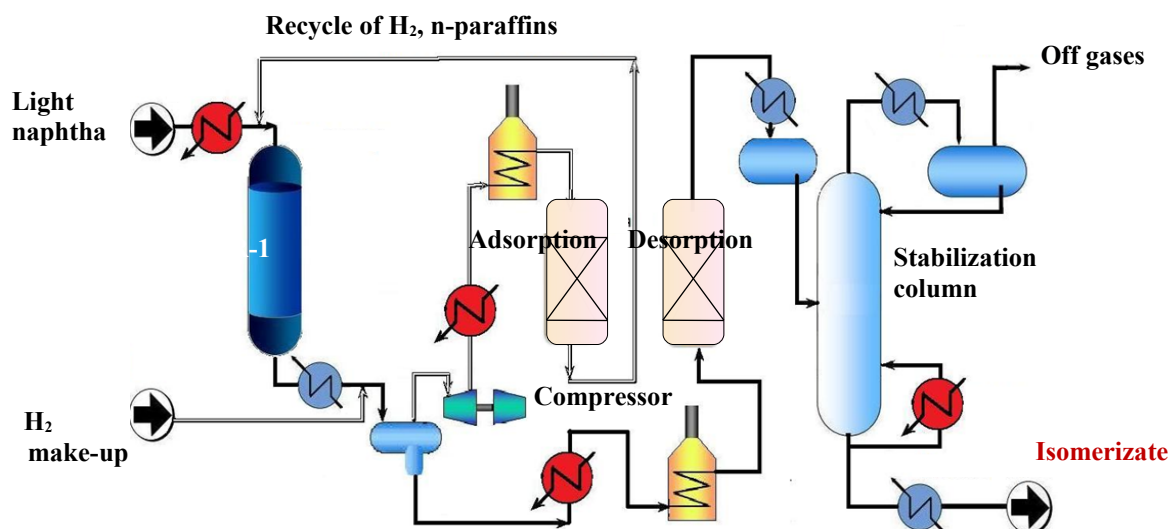 Recycle of H₂, n-paraffins
Off gases
Light
naphtha
-1
Adsorption
Desorption
Stabilization
column
Compressor
H₂
make-up
Isomerizate